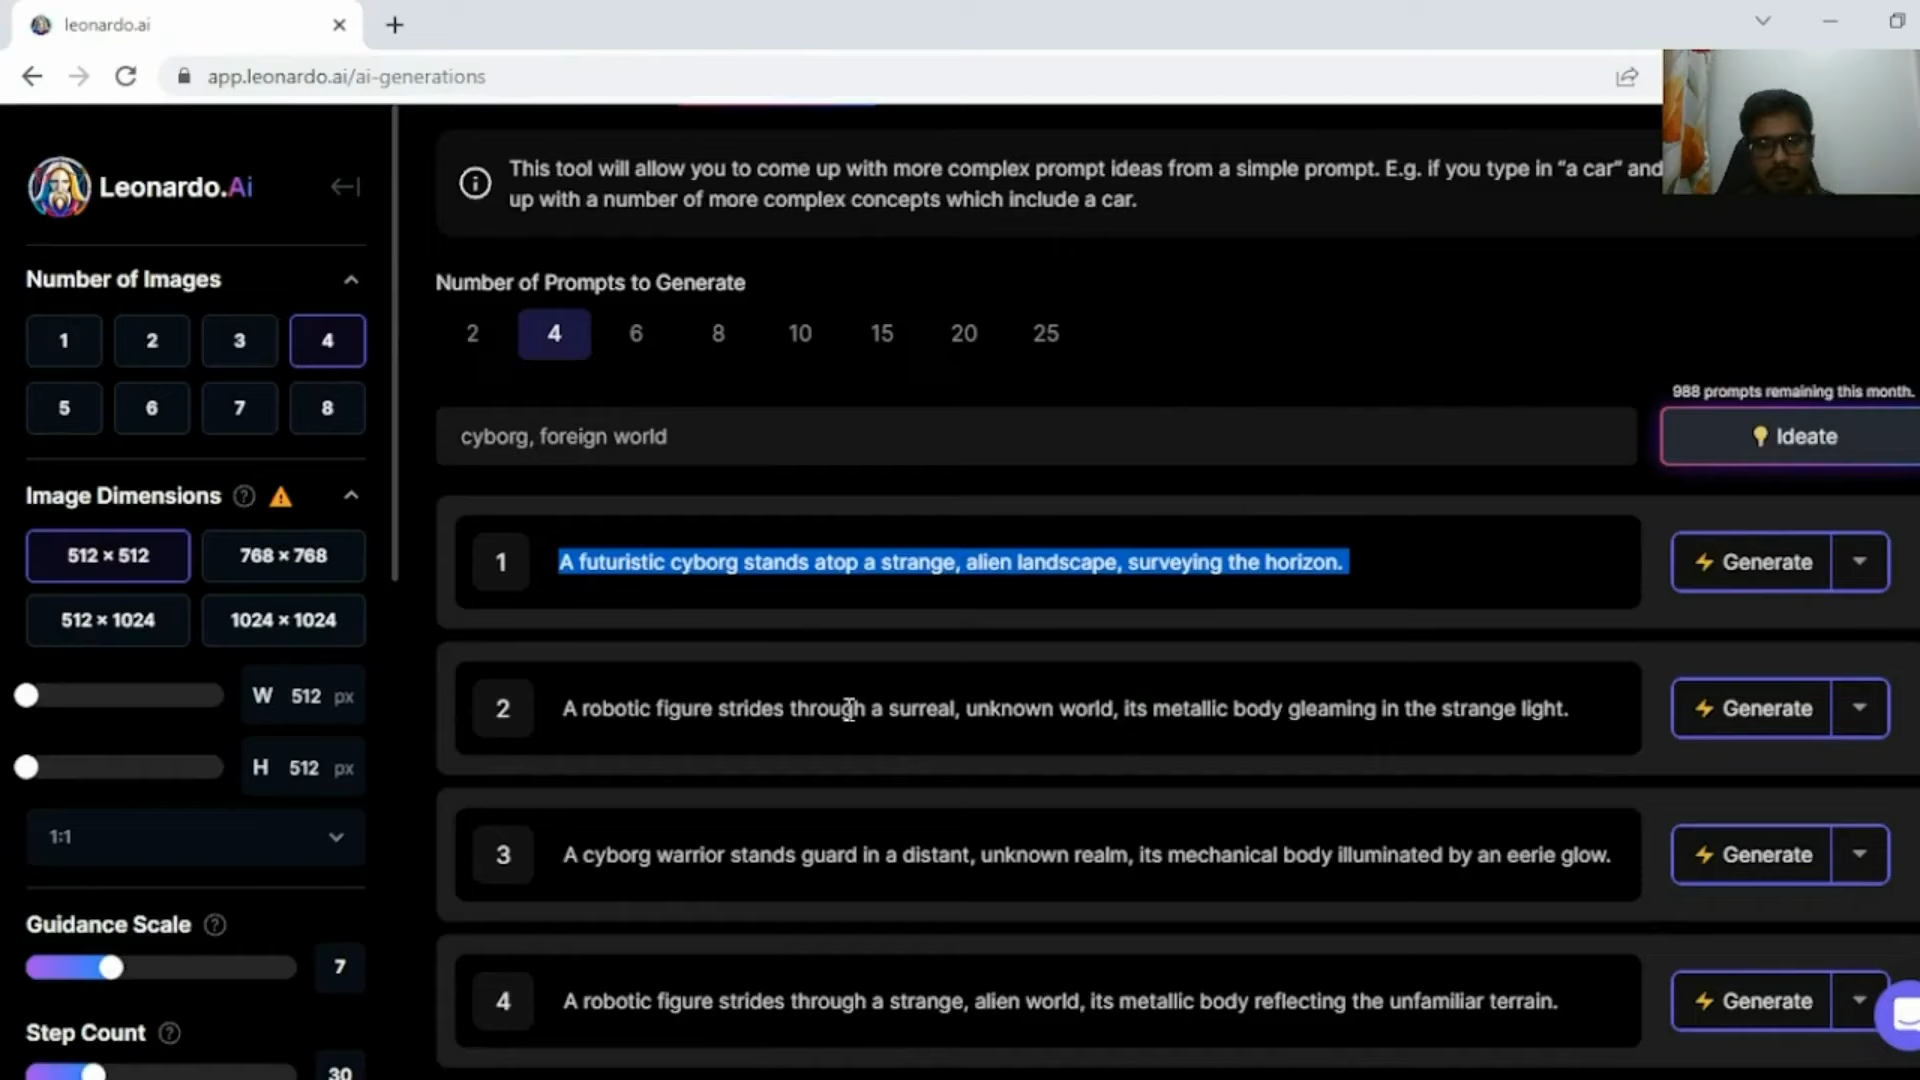 leonardo.ai
app.leonardo.ai/ai-generations
Leonardo.Ai
Number of Images
1 2 3 4
5 6 7 8
Image Dimensions
512 × 512 768 × 768
512 × 1024 1024 × 1024
W 512 px
H 512 px
1:1
Guidance Scale
7
Step Count
30
This tool will allow you to come up with more complex prompt ideas from a simple prompt. E.g. if you type in “a car” and
up with a number of more complex concepts which include a car.
Number of Prompts to Generate
2 4 6 8 10 15 20 25
988 prompts remaining this month.
cyborg, foreign world
Ideate
1 A futuristic cyborg stands atop a strange, alien landscape, surveying the horizon. Generate
2 A robotic figure strides through a surreal, unknown world, its metallic body gleaming in the strange light. Generate
3 A cyborg warrior stands guard in a distant, unknown realm, its mechanical body illuminated by an eerie glow. Generate
4 A robotic figure strides through a strange, alien world, its metallic body reflecting the unfamiliar terrain. Generate